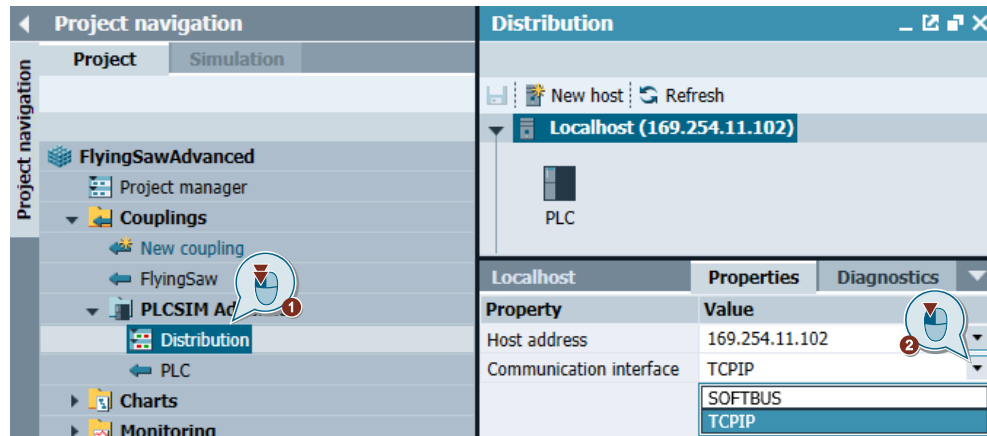 Project navigation
Project navigation
Project Simulation
FlyingSawAdvanced
Project manager
Couplings
New coupling
FlyingSaw
PLCSIM
1
Distribution
PLC
Charts
Monitoring
Distribution
New host Refresh
Localhost (169.254.11.102)
PLC
Localhost Properties Diagnostics
Property Value
Host address 169.254.11.102
2
Communication interface TCPIP
SOFTBUS
TCPIP